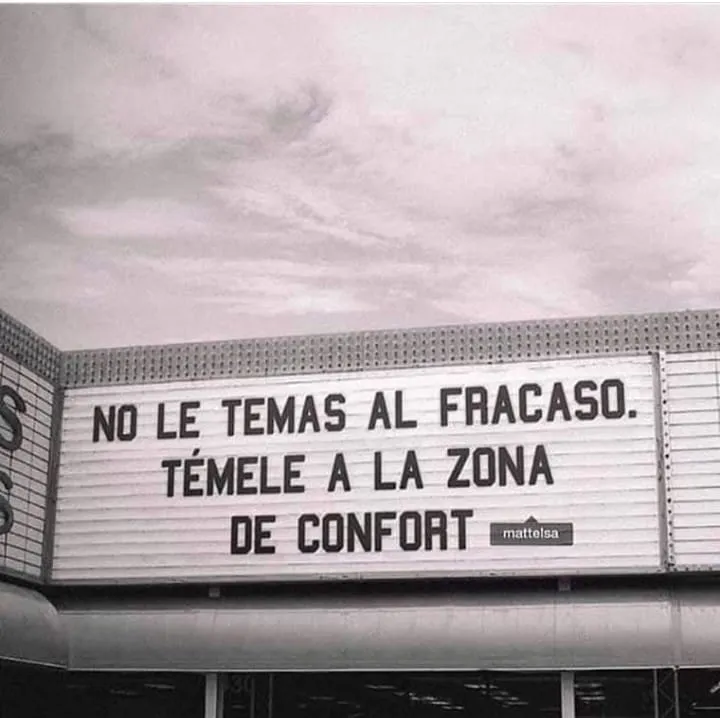 NO LE TEMAS AL FRACASO.
TÉMELE A LA ZONA
DE CONFORT
mattelsa